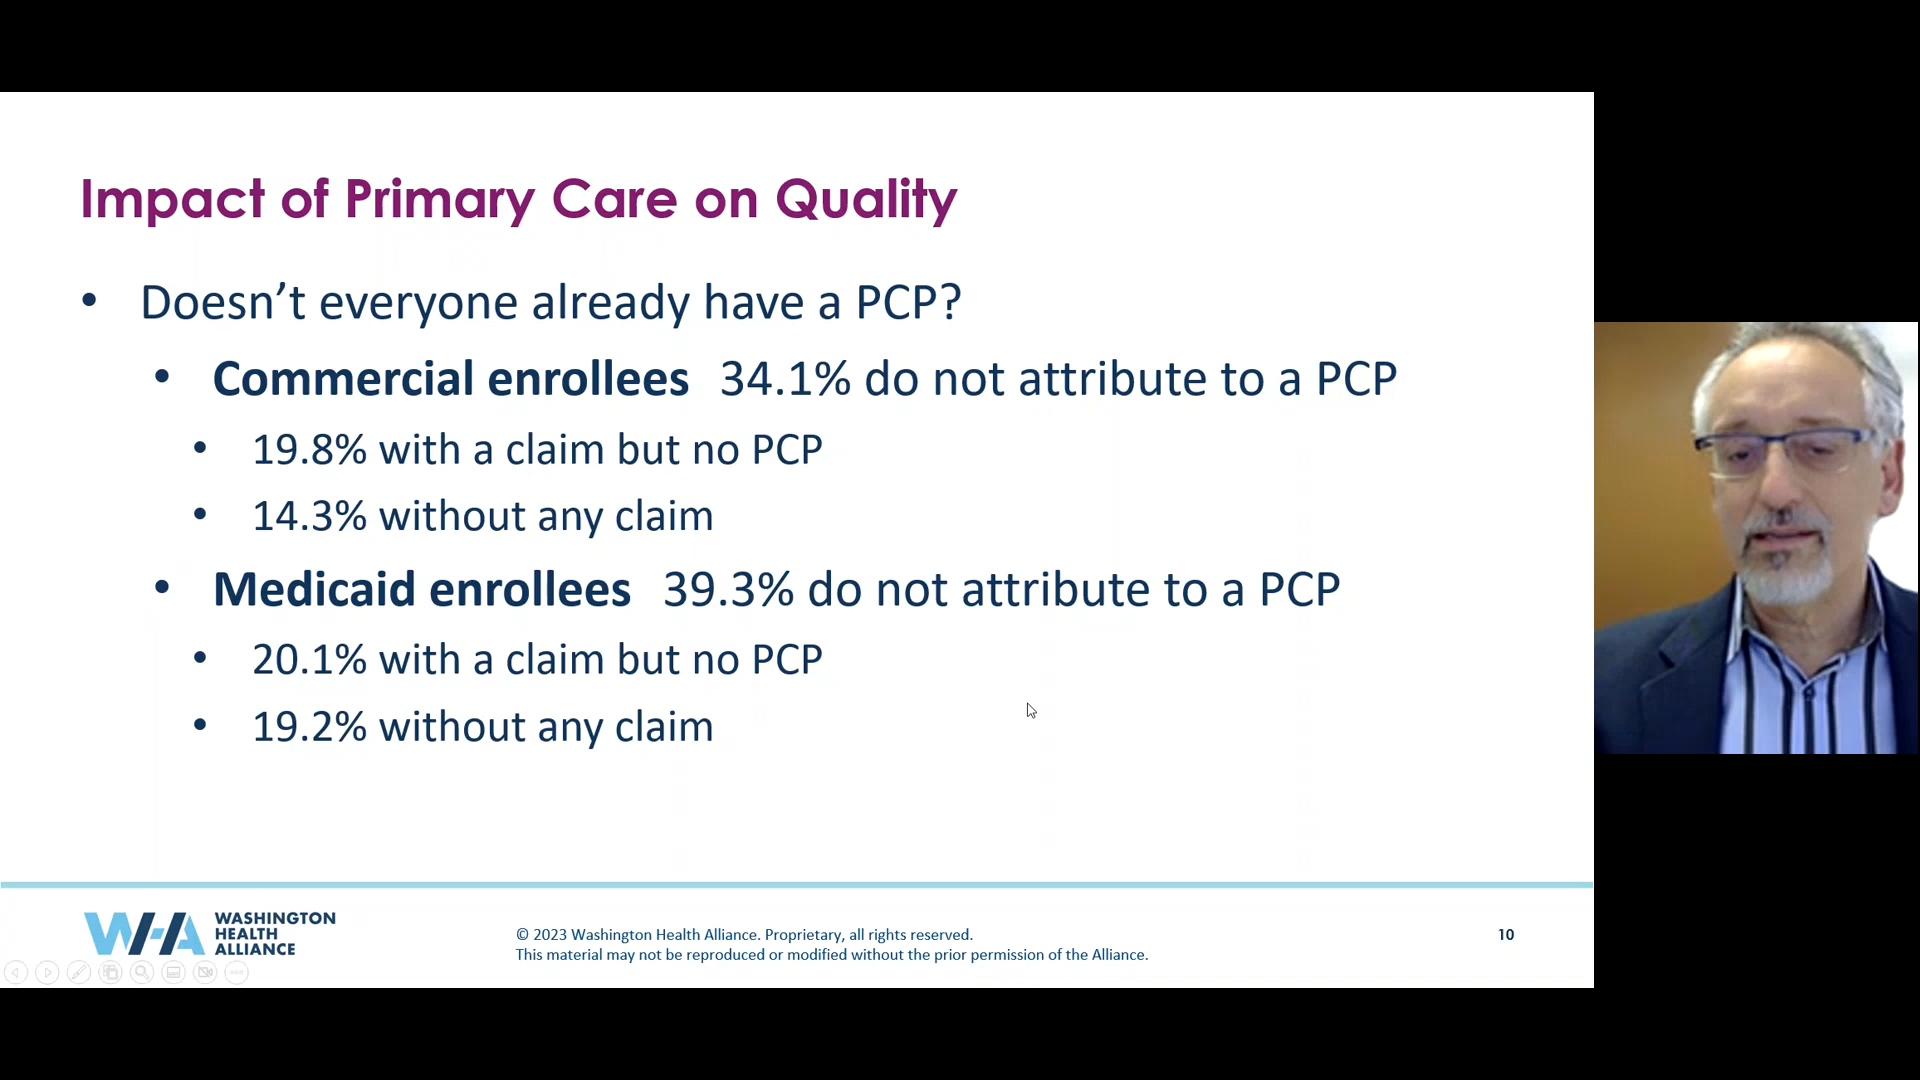 Impact of Primary Care on Quality
• Doesn’t everyone already have a PCP?
• Commercial enrollees 34.1% do not attribute to a PCP
• 19.8% with a claim but no PCP
• 14.3% without any claim
• Medicaid enrollees 39.3% do not attribute to a PCP
• 20.1% with a claim but no PCP
• 19.2% without any claim
WHA
WASHINGTON
HEALTH
ALLIANCE
© 2023 Washington Health Alliance. Proprietary, all rights reserved.
This material may not be reproduced or modified without the prior permission of the Alliance.
10